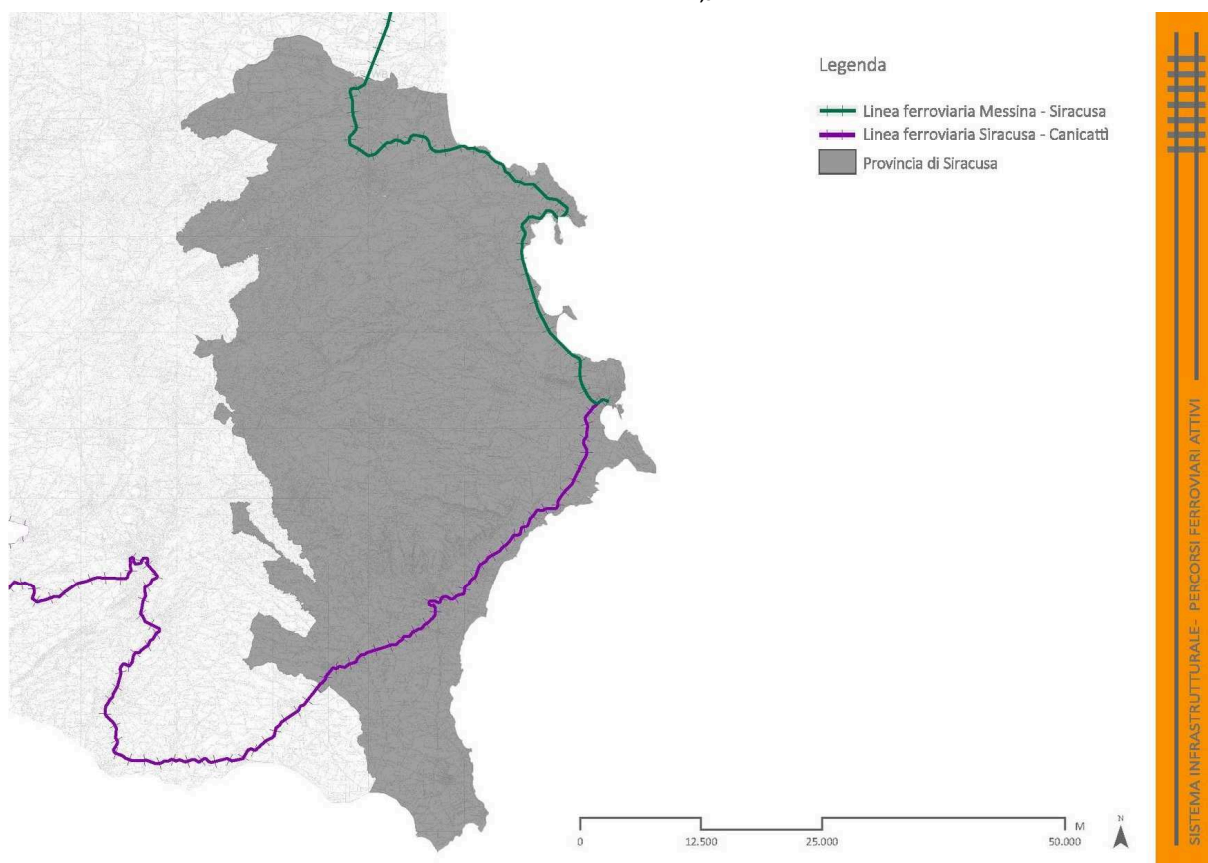 Legenda
Linea ferroviaria Messina - Siracusa
Linea ferroviaria Siracusa - Canicattì
Provincia di Siracusa
0 12.500 25.000 50.000 M
N
SISTEMA INFRASTRUTTURALE - PERCORSI FERROVIARI ATTIVI